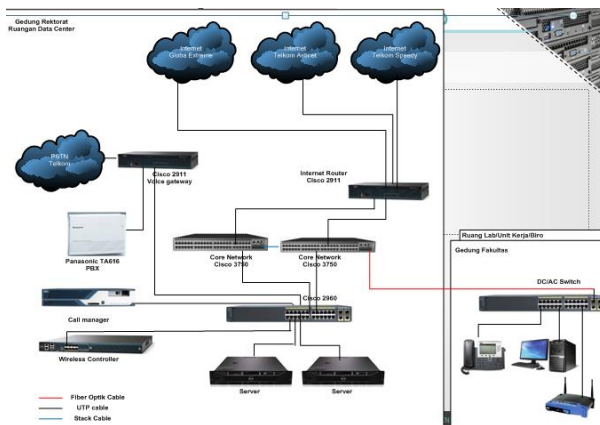 Gedung Rektorat
Ruangan Data Center
Internet
Globa Extreme
Internet
Telkom Astinet
Internet
Telkom Speedy
PSTN
Telkom
Cisco 2911
Voice gateway
Internet Router
Cisco 2911
Panasonic TA616
PBX
Core Network
Cisco 3750
Core Network
Cisco 3750
Ruang Lab/Unit Kerja/Biro
Gedung Fakultas
DC/AC Switch
Cisco 2960
Call manager
Wireless Controller
Server
Server
Fiber Optik Cable
UTP cable
Stack Cable